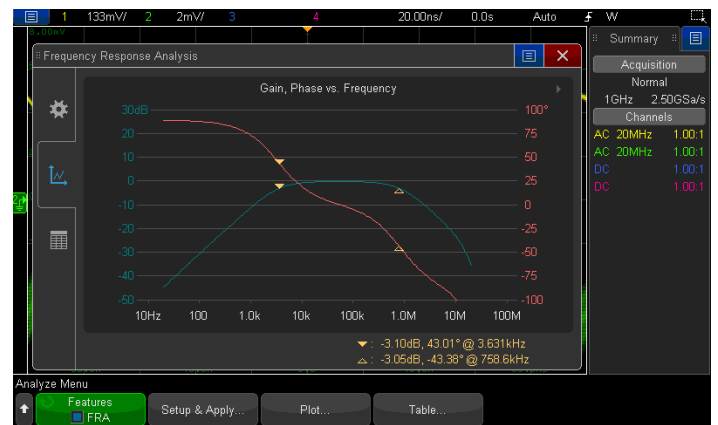 1 133mV/ 2 2mV/ 3 4 20.00ns/ 0.0s Auto W
6.00mV
Frequency Response Analysis
Summary
Acquisition
Normal
1GHz 2.50GSa/s
Channels
AC 20MHz 1.00:1
AC 20MHz 1.00:1
DC 1.00:1
DC 1.00:1
Gain, Phase vs. Frequency
30dB 100°
20 75
10 50
0 25
-10 0
-20 -25
-30 -50
-40 -75
-50 -100
10Hz 100 1.0k 10k 100k 1.0M 10M 100M
: -3.10dB, 43.01° @ 3.631kHz
: -3.05dB, -43.38° @ 758.6kHz
Analyze Menu
Features
FRA
Setup & Apply...
Plot...
Table...